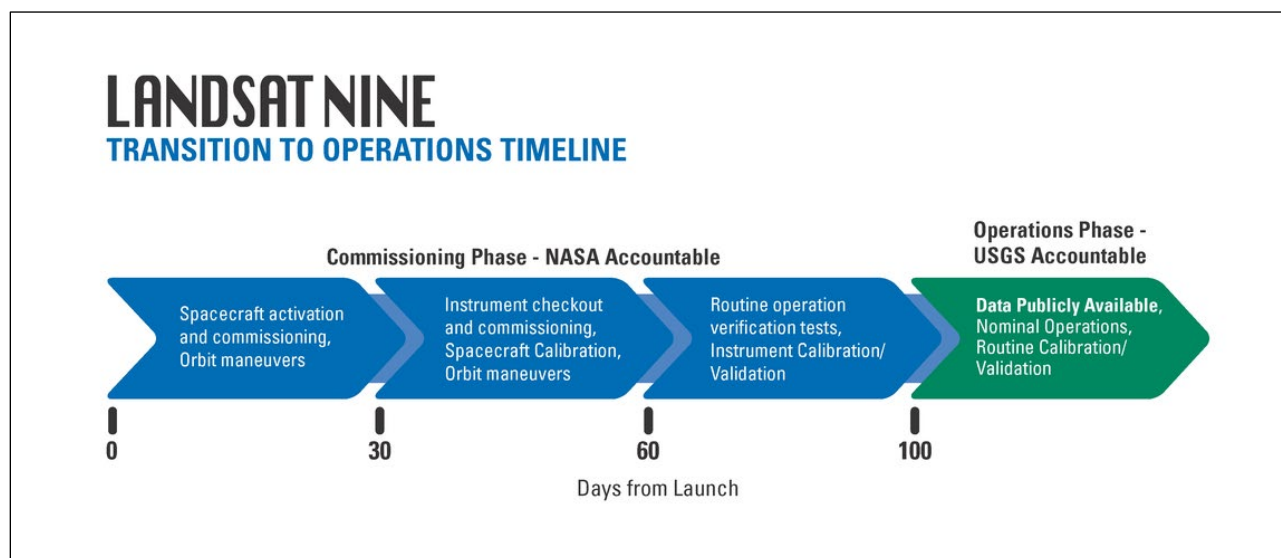 LANDSAT NINE
TRANSITION TO OPERATIONS TIMELINE
Commissioning Phase - NASA Accountable
Operations Phase -
USGS Accountable
Spacecraft activation
and commissioning,
Orbit maneuvers
Instrument checkout
and commissioning,
Spacecraft Calibration,
Orbit maneuvers
Routine operation
verification tests,
Instrument Calibration/
Validation
Data Publicly Available,
Nominal Operations,
Routine Calibration/
Validation
0
30
60
100
Days from Launch